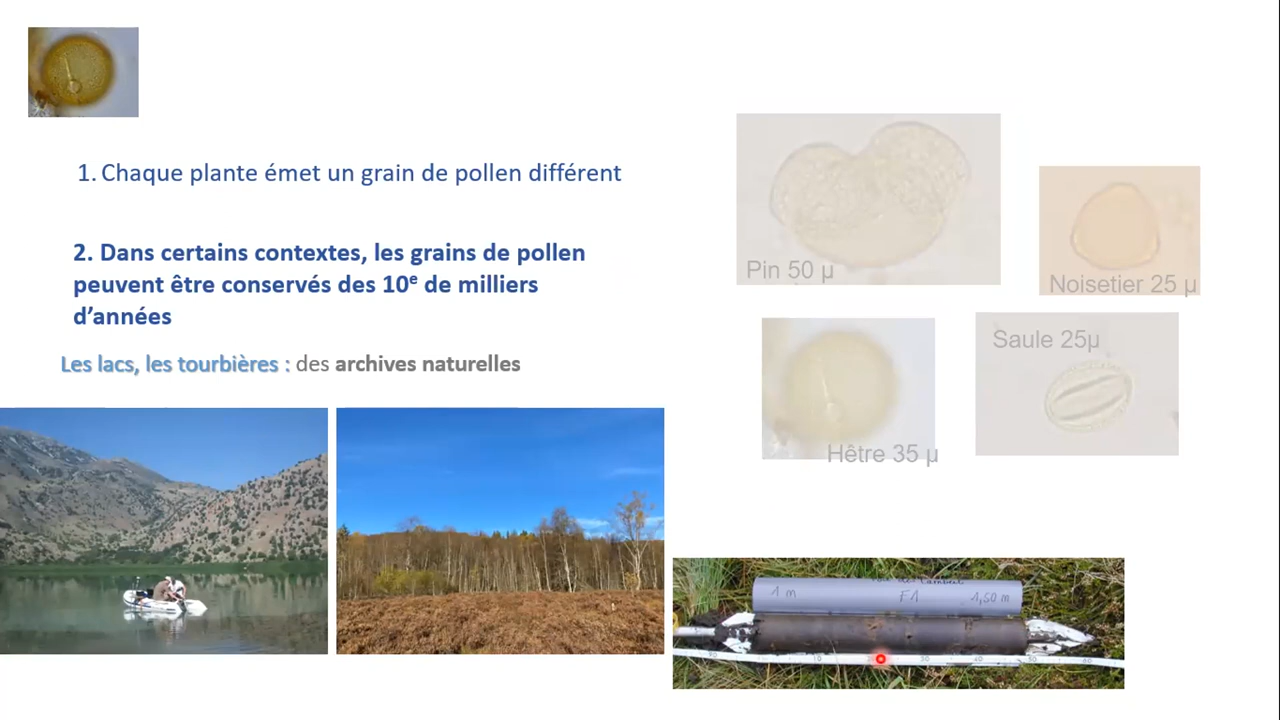 1. Chaque plante émet un grain de pollen différent
2. Dans certains contextes, les grains de pollen
peuvent être conservés des 10e de milliers
d'années
Les lacs, les tourbières : des archives naturelles
Pin 50 µ
Noisetier 25 µ
Saule 25µ
Hêtre 35 µ
1 m F1 1,50 m